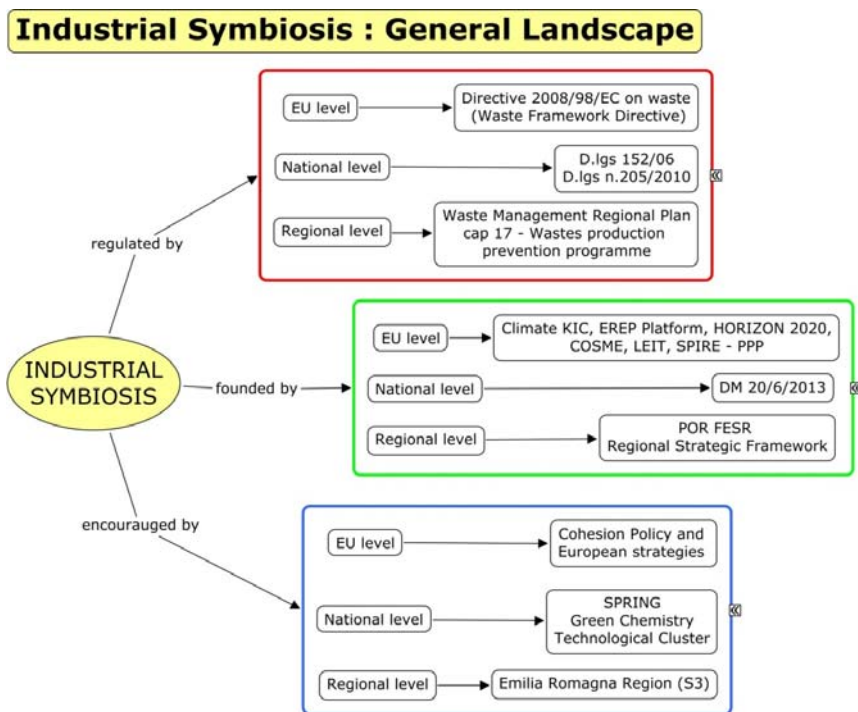 Industrial Symbiosis : General Landscape
EU level
Directive 2008/98/EC on waste
(Waste Framework Directive)
National level
D.lgs 152/06
D.lgs n.205/2010
Regional level
Waste Management Regional Plan
cap 17 - Wastes production
prevention programme
regulated by
INDUSTRIAL
SYMBIOSIS
founded by
EU level
Climate KIC, EREP Platform, HORIZON 2020,
COSME, LEIT, SPIRE - PPP
National level
DM 20/6/2013
Regional level
POR FESR
Regional Strategic Framework
encourauged by
EU level
Cohesion Policy and
European strategies
National level
SPRING
Green Chemistry
Technological Cluster
Regional level
Emilia Romagna Region (S3)